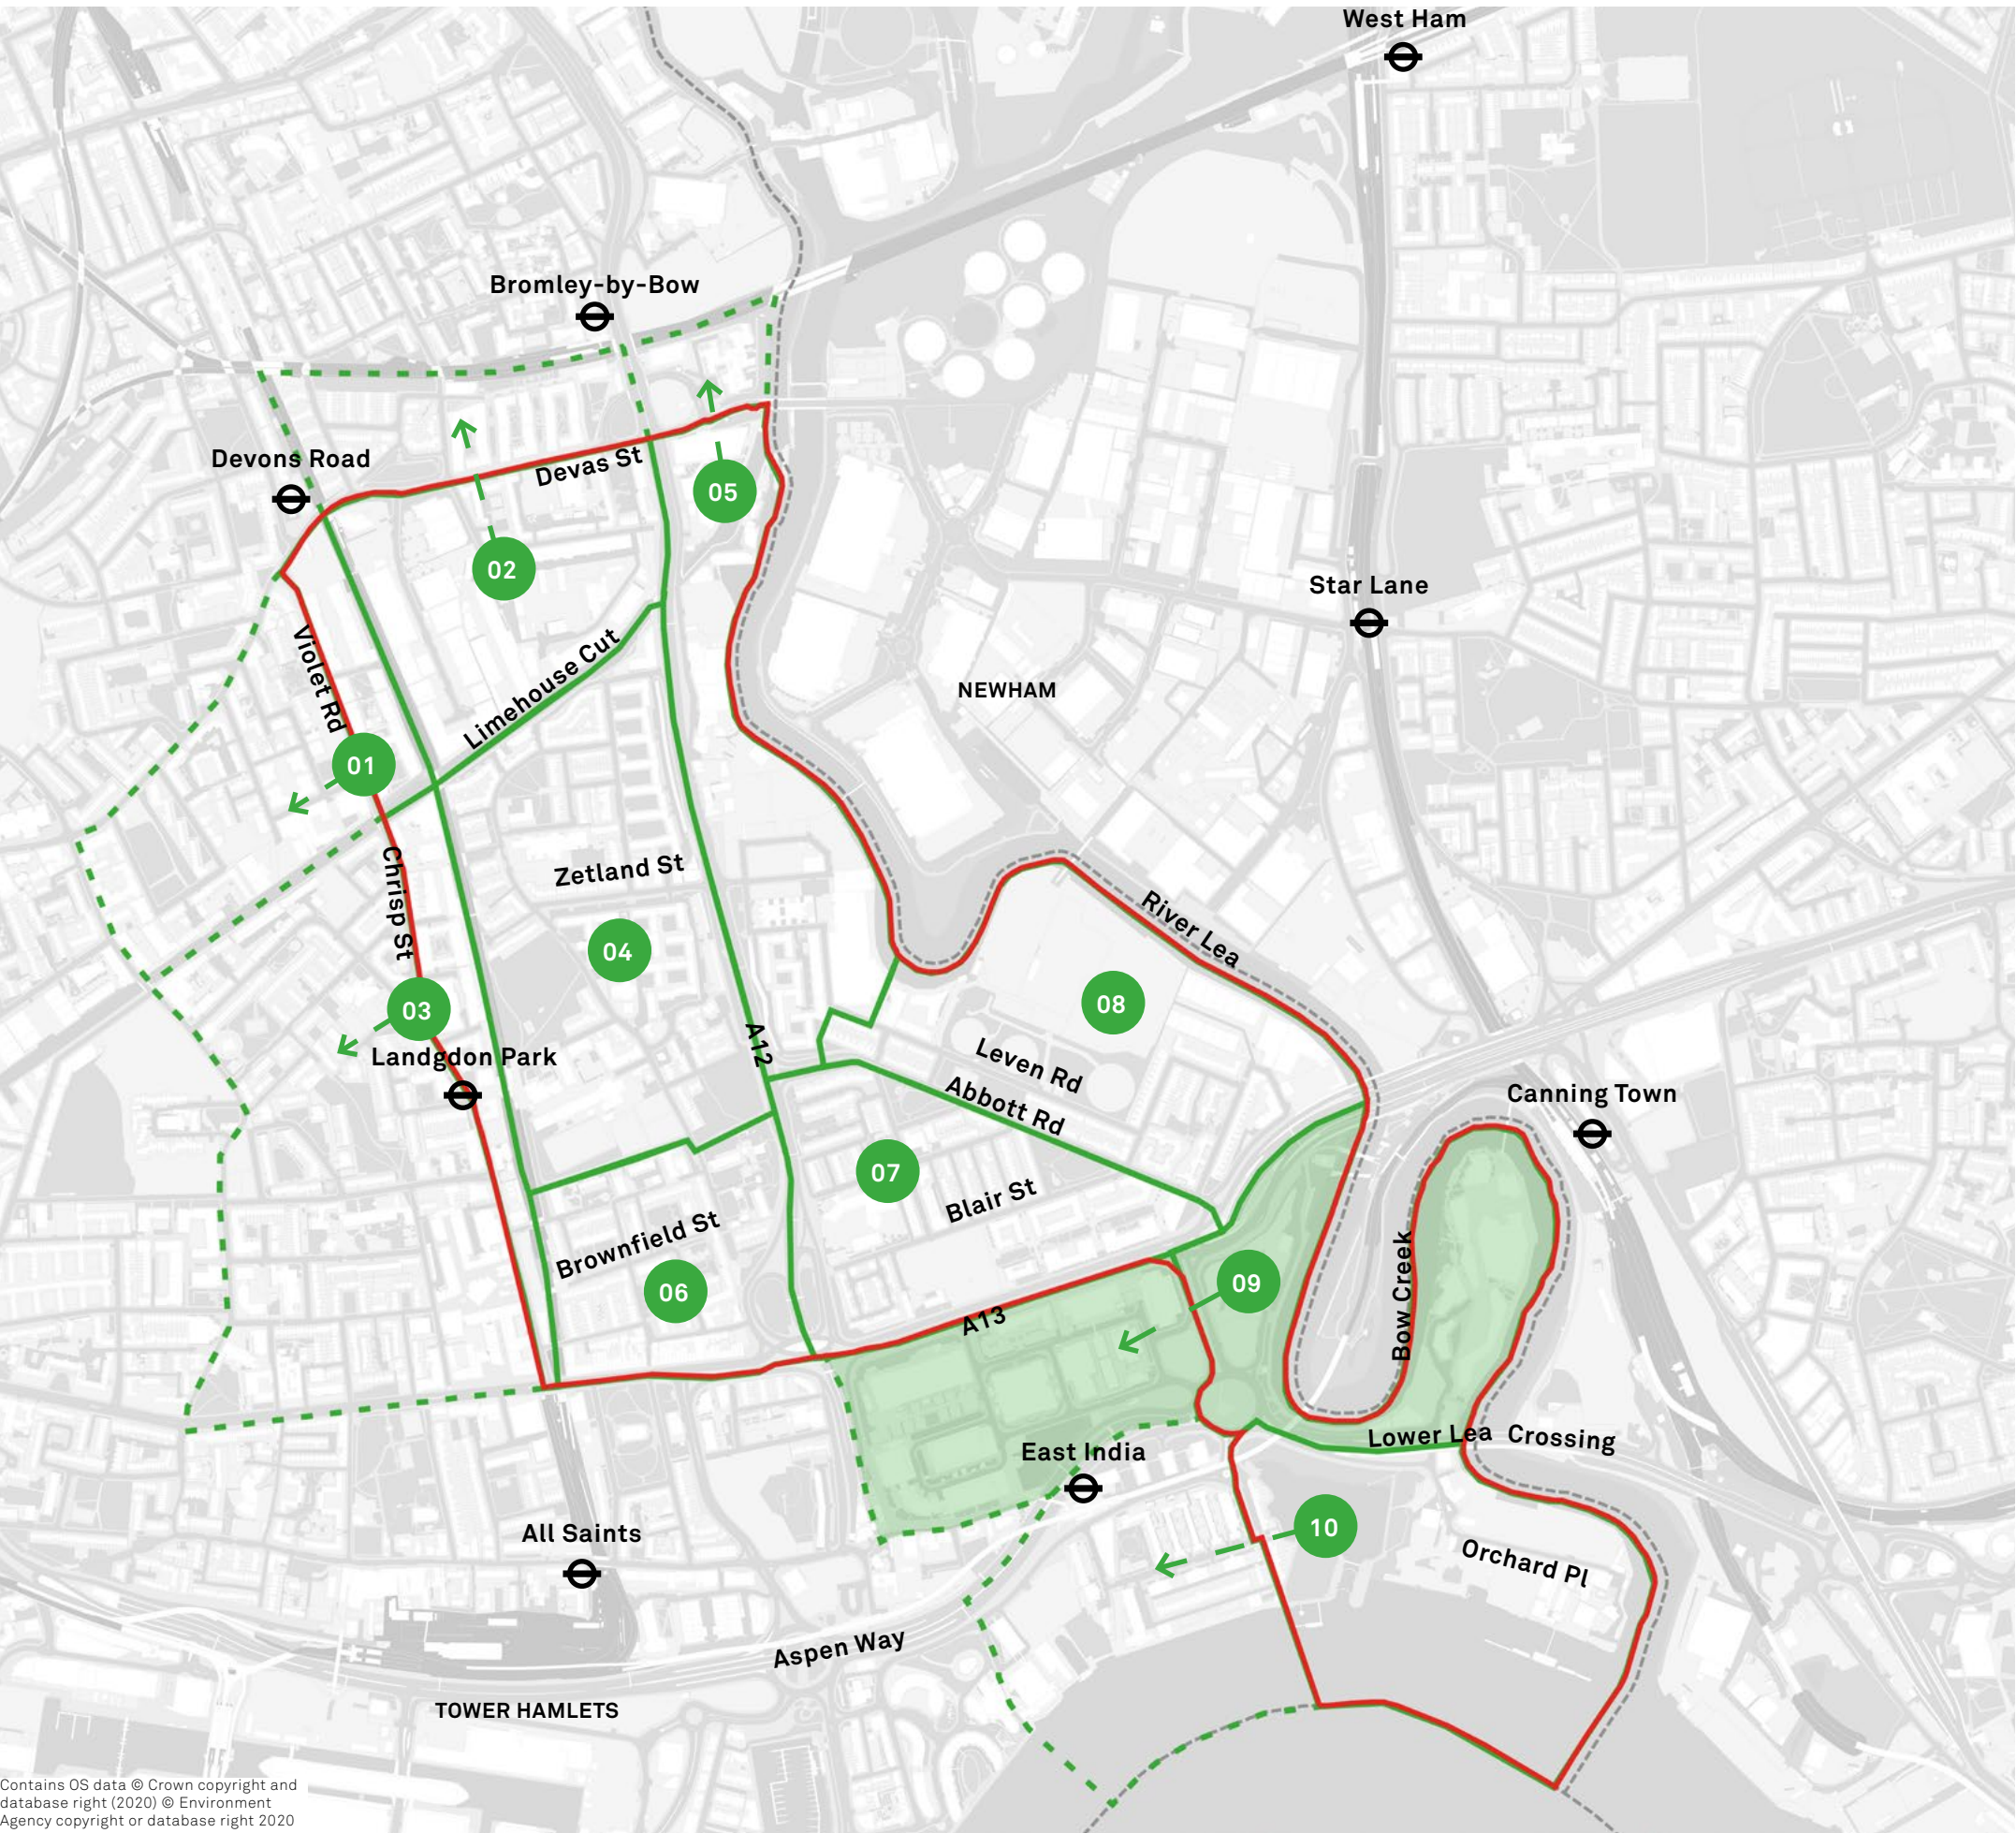 West Ham
Bromley-by-Bow
Devons Road
Devas St
05
02
Star Lane
Violet Rd
Limehouse Cut
NEWHAM
01
Chrisp St
Zetland St
River Lea
04
08
03
A12
Landgdon Park
Leven Rd
Abbott Rd
Canning Town
07
Blair St
Brownfield St
Bow Creek
09
06
A13
Lower Lea Crossing
East India
10
All Saints
Orchard Pl
Aspen Way
TOWER HAMLETS
Contains OS data © Crown copyright and
database right (2020) © Environment
Agency copyright or database right 2020